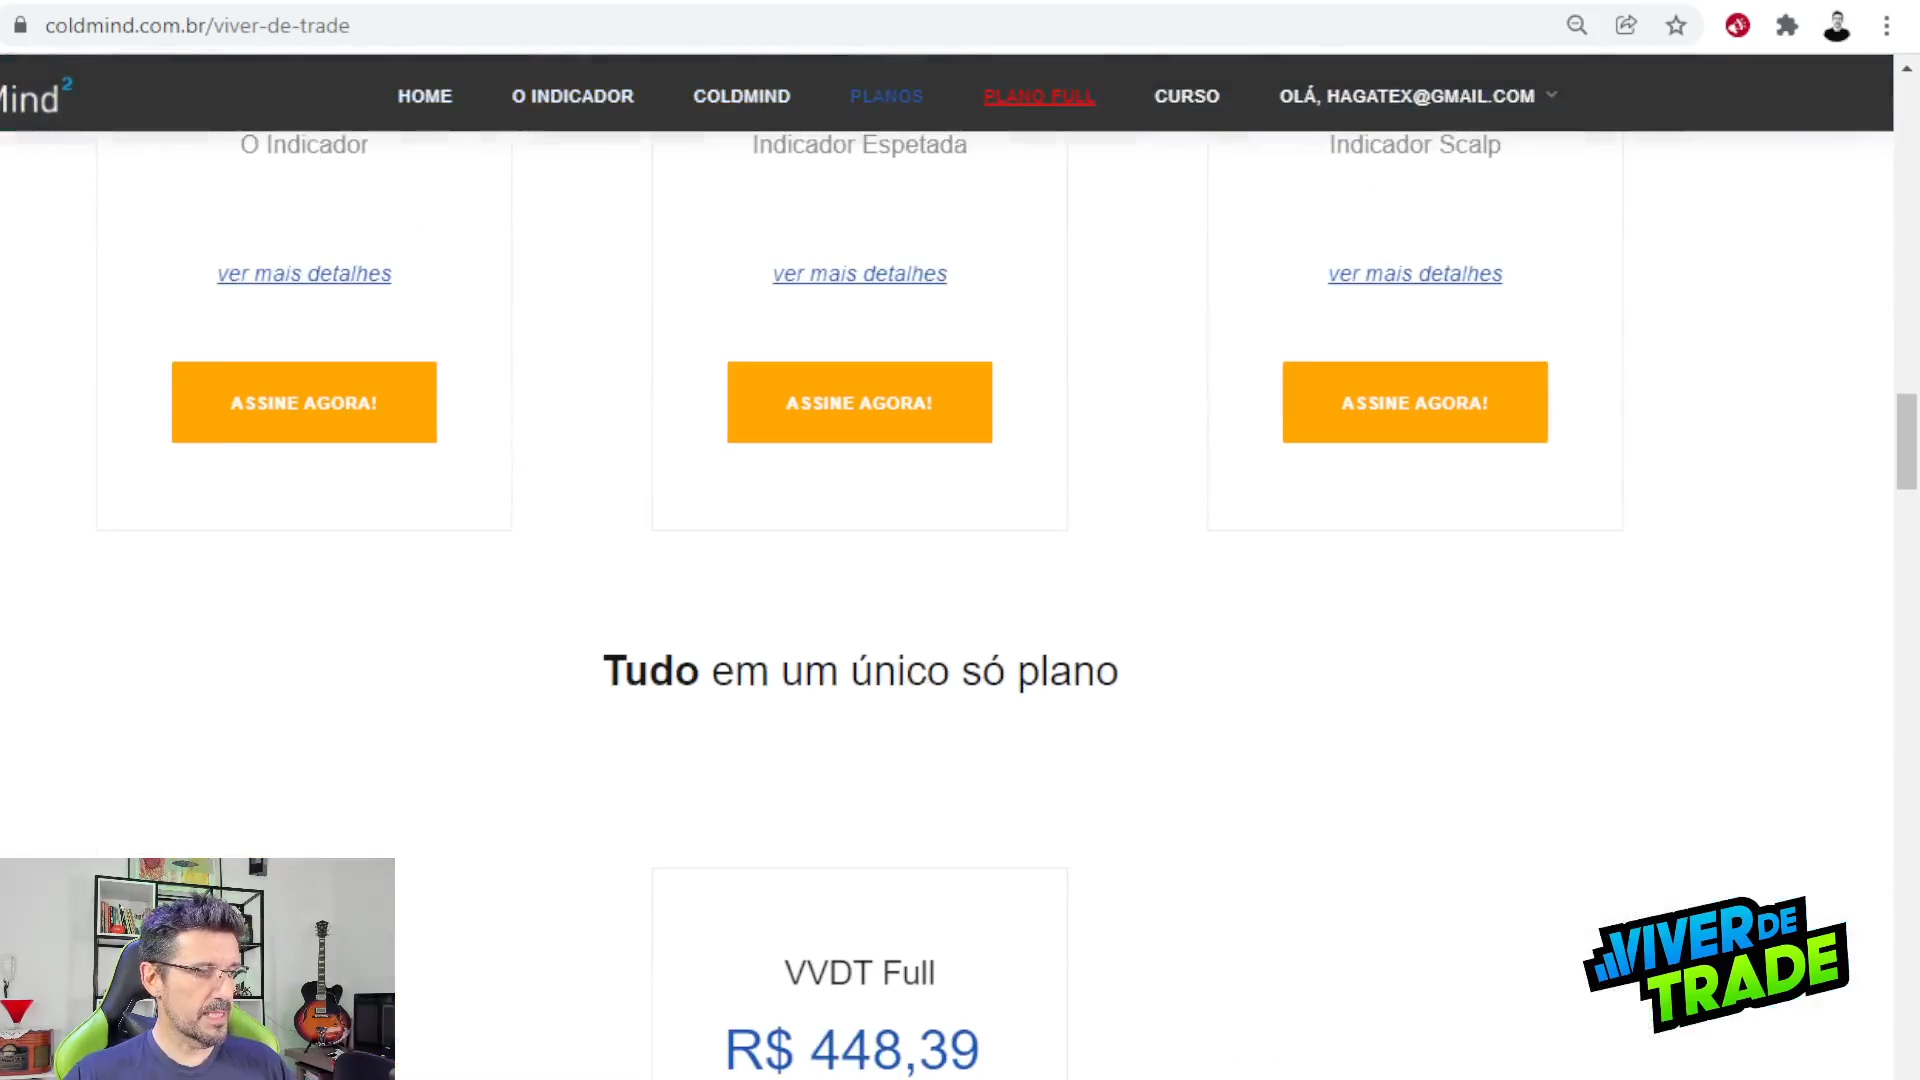 coldmind.com.br/viver-de-trade
Mind²
HOME
O INDICADOR
COLDMIND
PLANOS
PLANO FULL
CURSO
OLÁ, HAGATEX@GMAIL.COM
O Indicador
Indicador Espetada
Indicador Scalp
ver mais detalhes
ver mais detalhes
ver mais detalhes
ASSINE AGORA!
ASSINE AGORA!
ASSINE AGORA!
Tudo em um único só plano
VVDT Full
R$ 448,39
VIVER DE
TRADE